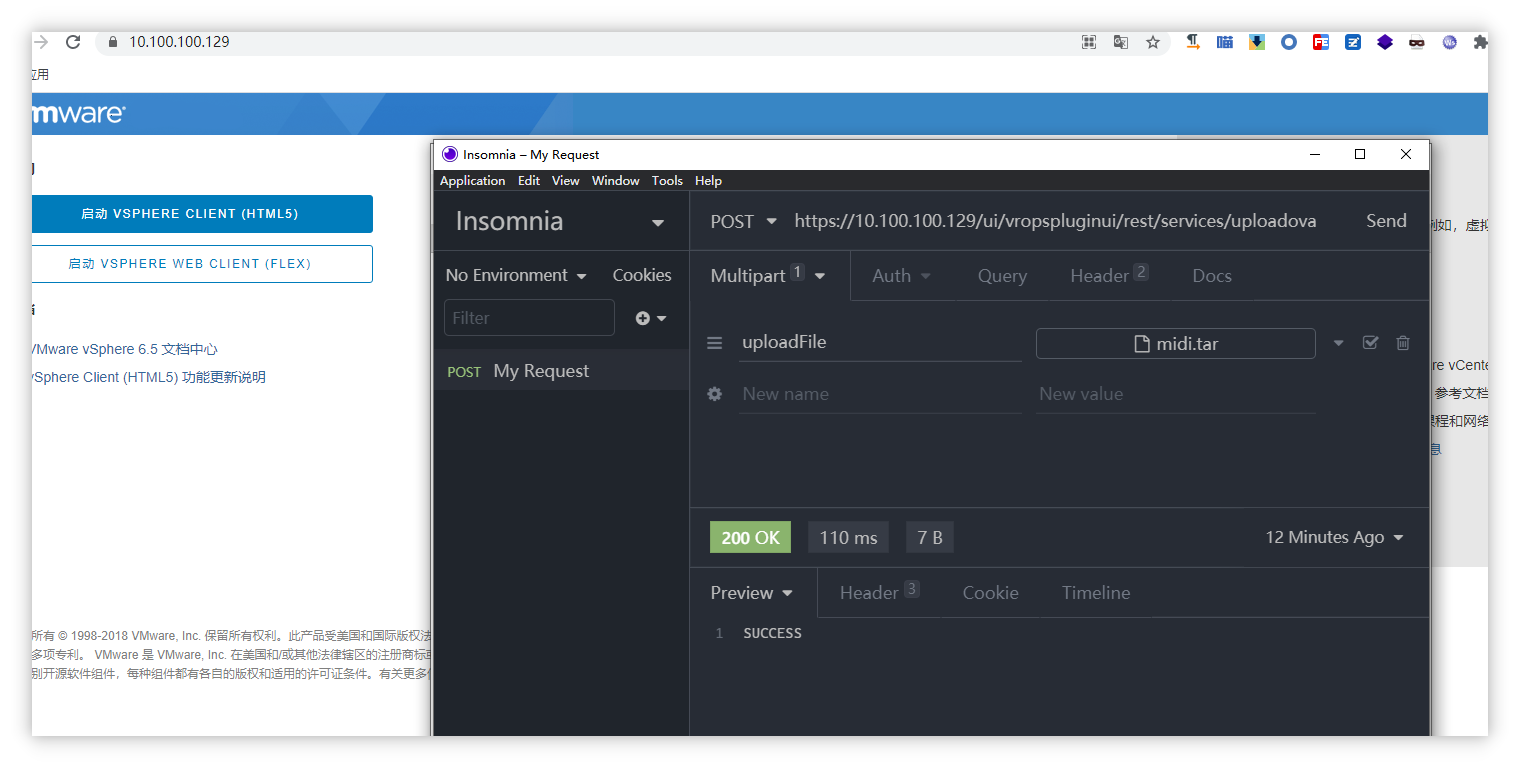 10.100.100.129
应用
mware
启动 VSPHERE CLIENT (HTML5)
启动 VSPHERE WEB CLIENT (FLEX)
VMware vSphere 6.5 文档中心
vSphere Client (HTML5) 功能更新说明
所有 © 1998-2018 VMware, Inc. 保留所有权利。此产品受美国和国际版权法
多项专利。 VMware 是 VMware, Inc. 在美国和/或其他法律辖区的注册商标或
别开源软件组件，每种组件都有各自的版权和适用的许可证条件。有关更多
Insomnia – My Request
Application Edit View Window Tools Help
Insomnia
POST https://10.100.100.129/ui/vropspluginui/rest/services/uploadova Send
No Environment Cookies
Multipart 1 Auth Query Header 2 Docs
Filter
uploadFile midi.tar
POST My Request
New name New value
200 OK 110 ms 7 B 12 Minutes Ago
Preview Header 3 Cookie Timeline
1 SUCCESS
例如，虚拟
re vCente
参考文档
课程和网络
息